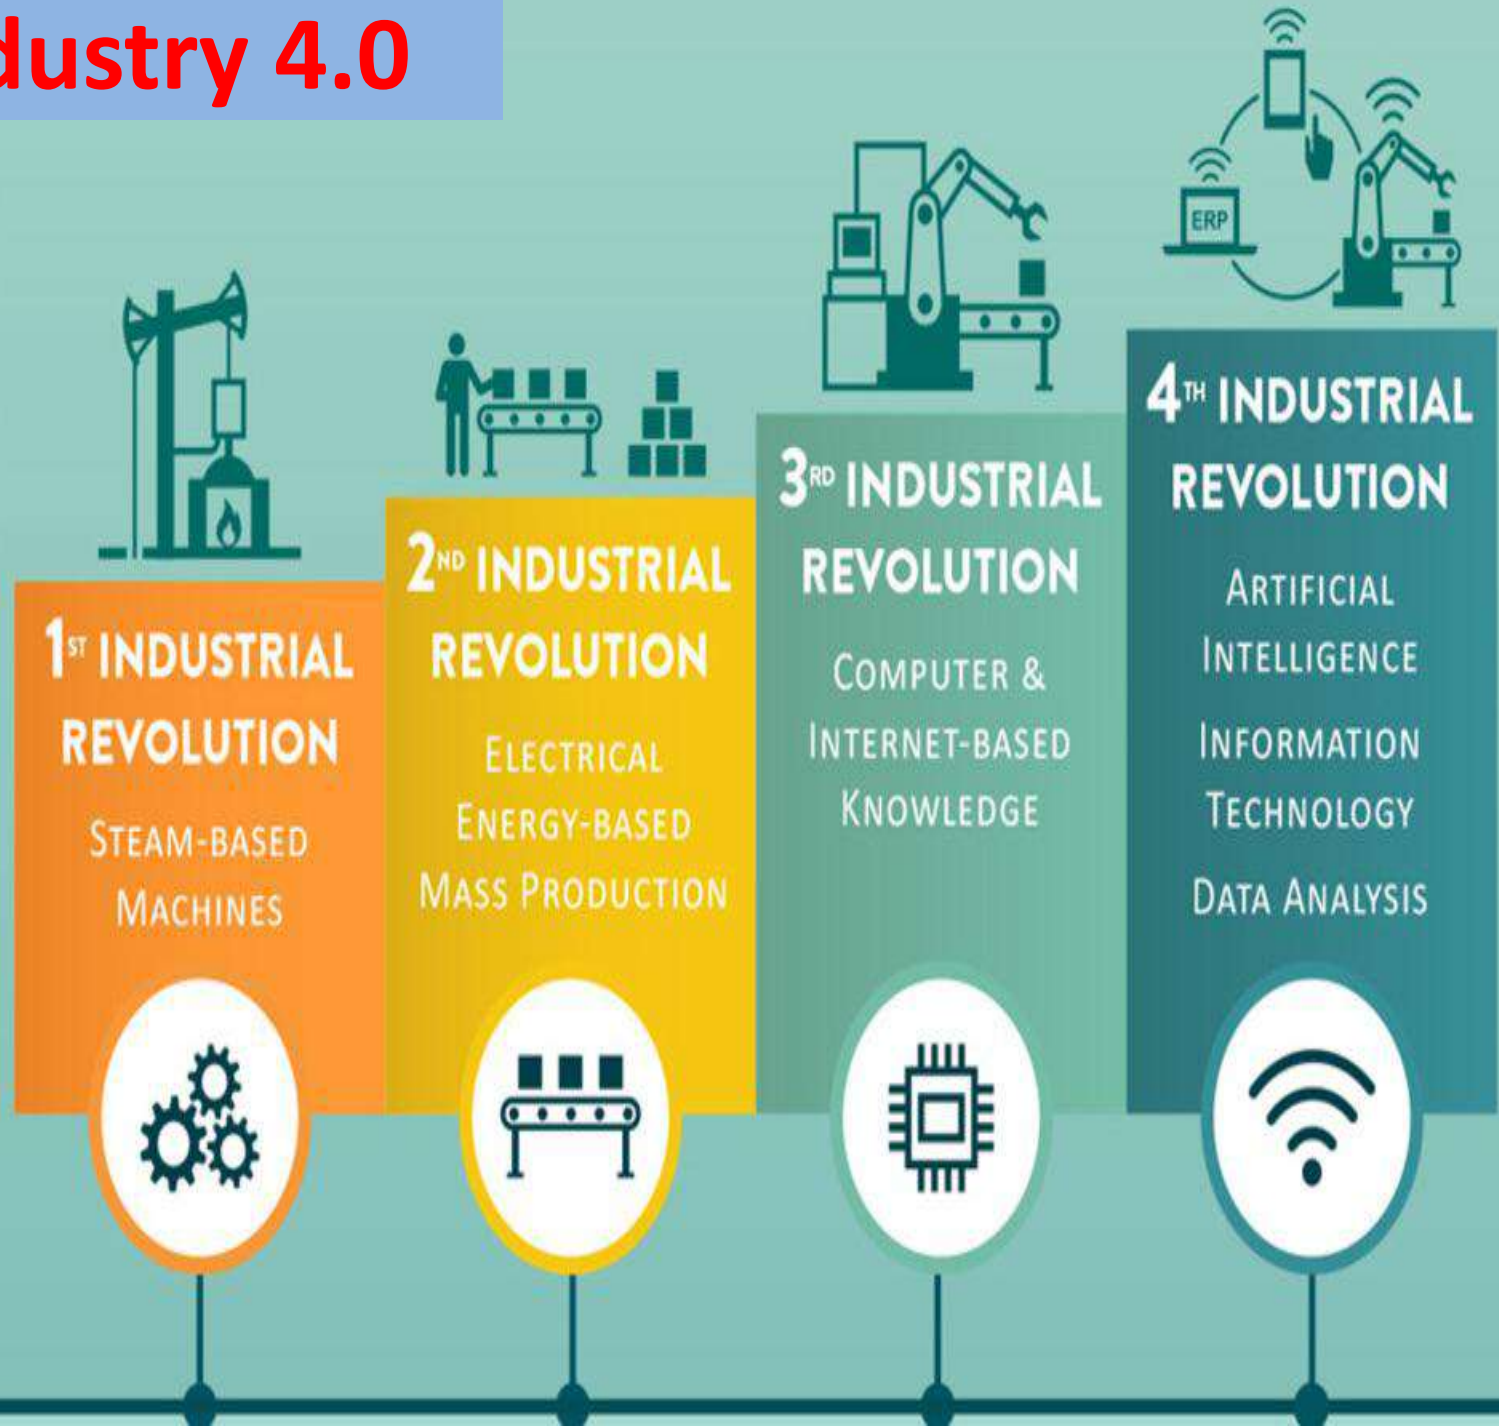 dustry 4.0
ERP
1ST INDUSTRIAL
REVOLUTION
STEAM-BASED
MACHINES
2ND INDUSTRIAL
REVOLUTION
ELECTRICAL
ENERGY-BASED
MASS PRODUCTION
3RD INDUSTRIAL
REVOLUTION
COMPUTER &
INTERNET-BASED
KNOWLEDGE
4TH INDUSTRIAL
REVOLUTION
ARTIFICIAL
INTELLIGENCE
INFORMATION
TECHNOLOGY
DATA ANALYSIS